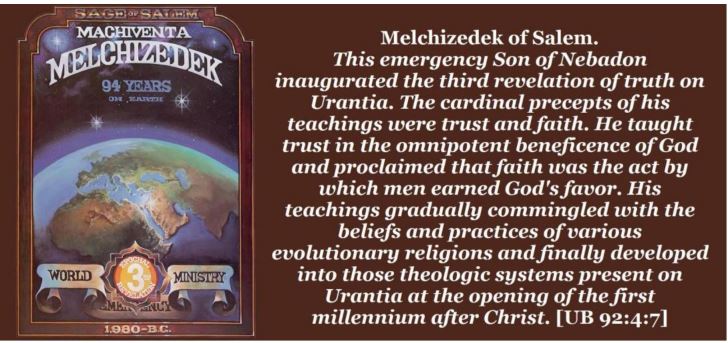 SAGE OF SALEM
MACHIVENTA
MELCHIZEDEK
94 YEARS
ON EARTH
WORLD
EPOCHAL
3
REVELATION
MINISTRY
EMERGENCY
1980-B.C.
Melchizedek of Salem.
This emergency Son of Nebadon
inaugurated the third revelation of truth on
Urantia. The cardinal precepts of his
teachings were trust and faith. He taught
trust in the omnipotent beneficence of God
and proclaimed that faith was the act by
which men earned God's favor. His
teachings gradually commingled with the
beliefs and practices of various
evolutionary religions and finally developed
into those theologic systems present on
Urantia at the opening of the first
millennium after Christ. [UB 92:4:7]